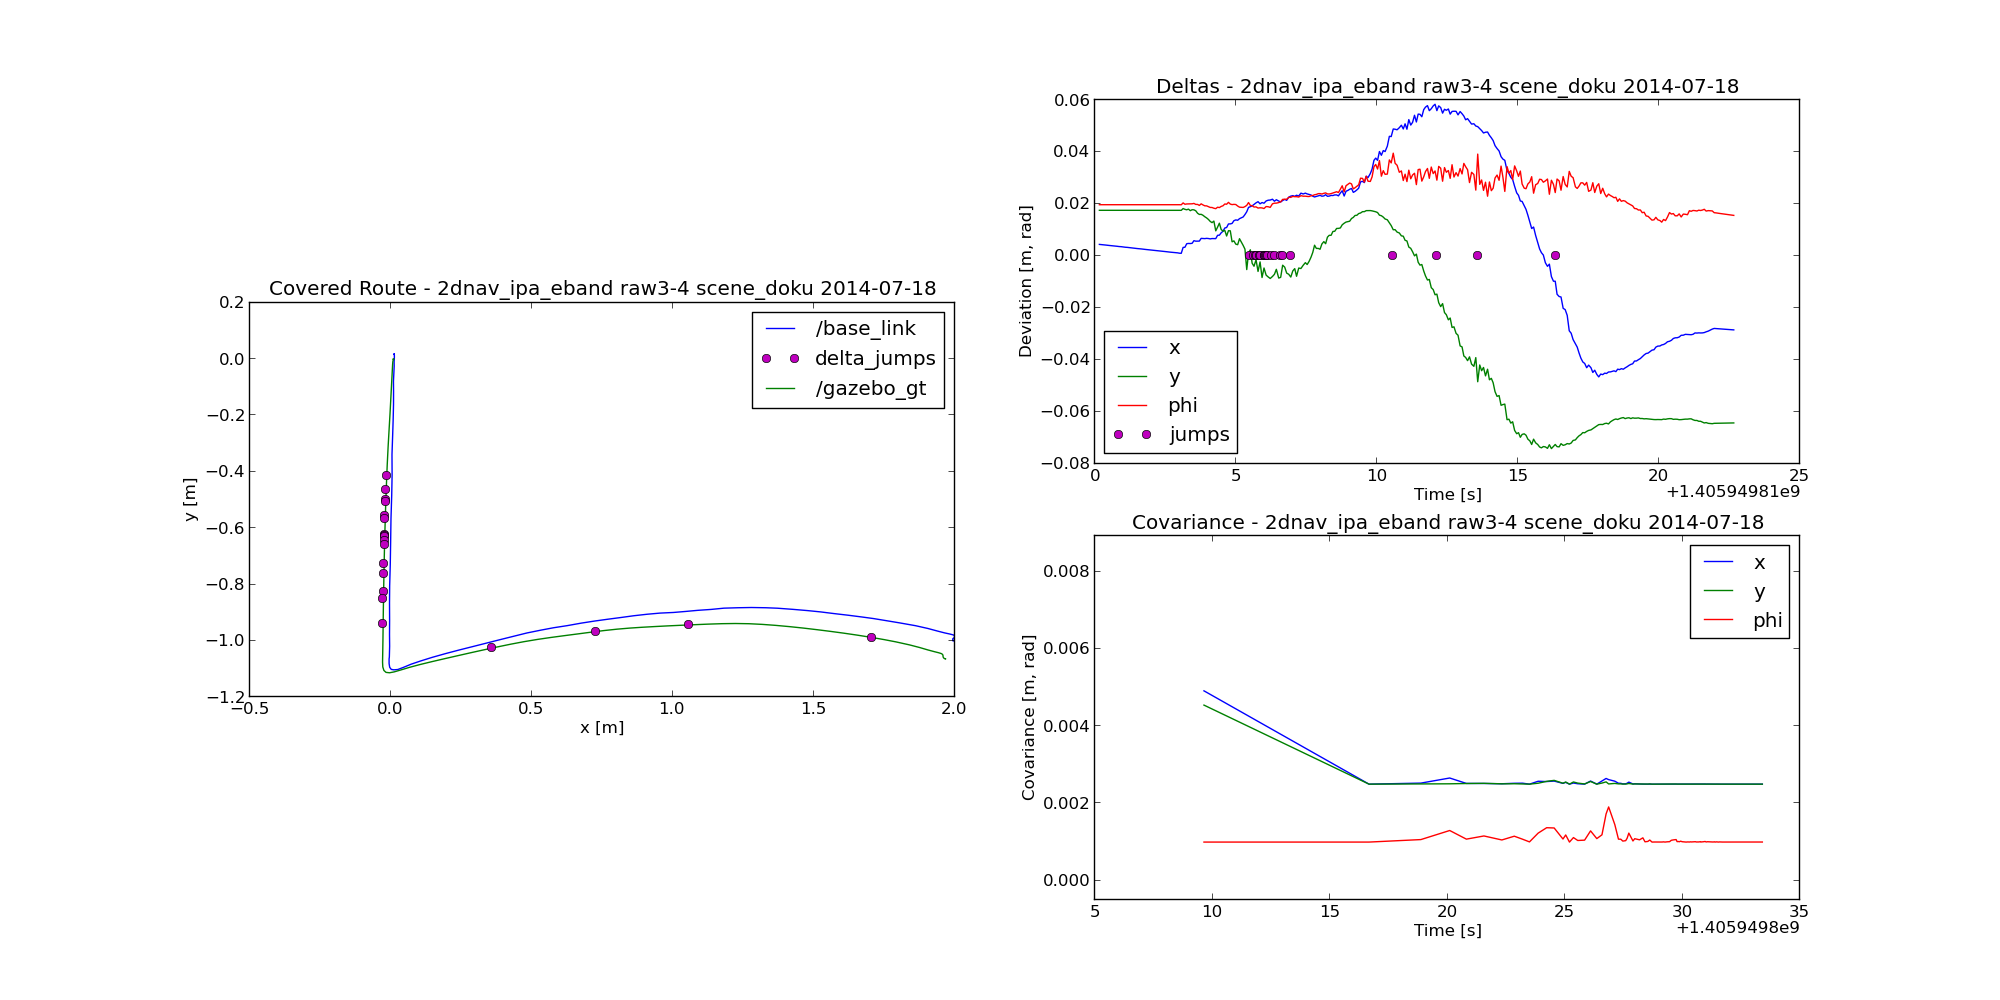 Covered Route - 2dnav_ipa_eband raw3-4 scene_doku 2014-07-18
0.2
0.0
−0.2
−0.4
−0.6
−0.8
−1.0
−1.2
y [m]
/base_link
delta_jumps
/gazebo_gt
−0.5
0.0
0.5
1.0
1.5
2.0
x [m]
Deltas - 2dnav_ipa_eband raw3-4 scene_doku 2014-07-18
0.06
0.04
0.02
0.00
−0.02
−0.04
−0.06
−0.08
Deviation [m, rad]
x
y
phi
jumps
0
5
10
15
20
25
Time [s]
+1.40594981e9
Covariance - 2dnav_ipa_eband raw3-4 scene_doku 2014-07-18
0.008
0.006
0.004
0.002
0.000
Covariance [m, rad]
x
y
phi
5
10
15
20
25
30
35
Time [s]
+1.4059498e9